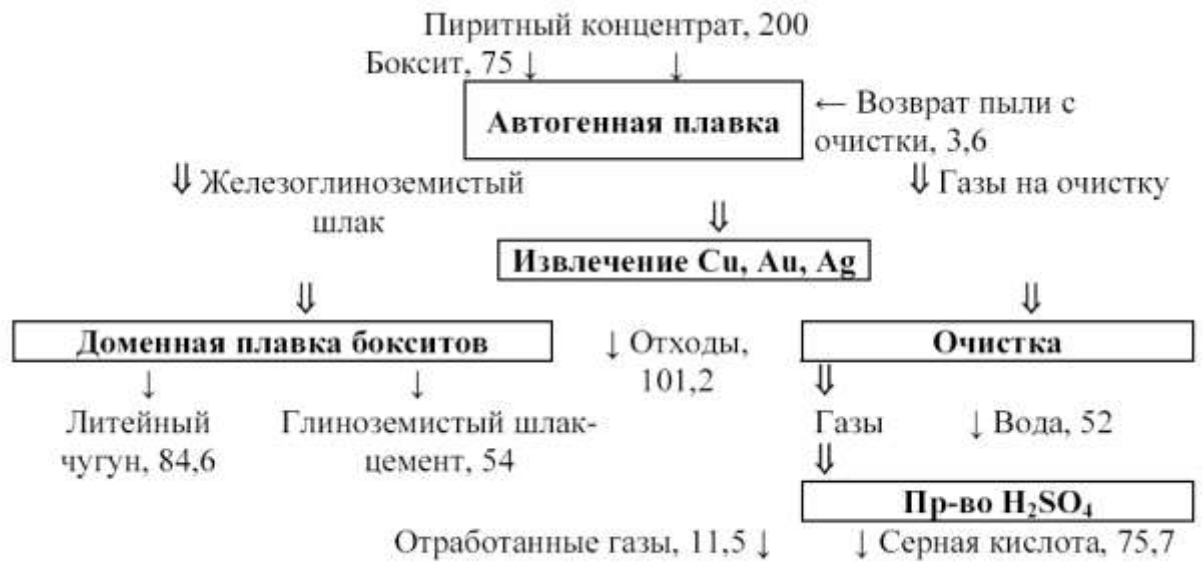 Пиритный концентрат, 200
Боксит, 75 ↓ ↓
Автогенная плавка
← Возврат пыли с
очистки, 3,6
⇓ Железоглиноземистый
шлак
⇓ Газы на очистку
⇓
Извлечение Cu, Au, Ag
⇓ ⇓
Доменная плавка бокситов
↓ Отходы,
101,2
Очистка
↓ ↓ ⇓
Литейный
чугун, 84,6
Глиноземистый шлак-
цемент, 54
Газы ↓ Вода, 52
⇓
Пр-во H₂SO₄
Отработанные газы, 11,5 ↓ ↓ Серная кислота, 75,7